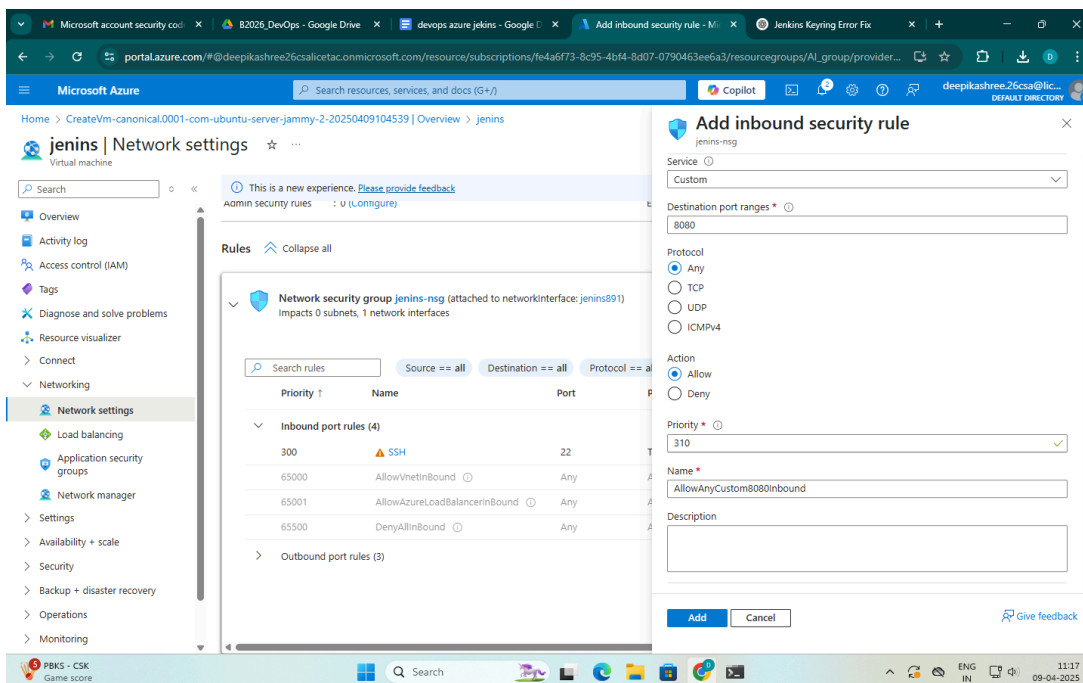 Microsoft account security cod
B2026_DevOps - Google Drive
devops azure jekins - Google D
Add inbound security rule - Mi
Jenkins Keyring Error Fix
portal.azure.com/#@deepikashree26csalicetac.onmicrosoft.com/resource/subscriptions/fe4a6f73-8c95-4bf4-8d07-0790463ee6a3/resourcegroups/AI_group/provider...
D
Microsoft Azure
Search resources, services, and docs (G+/)
Copilot
2
deepikashree.26csa@lic...
DEFAULT DIRECTORY
Home > CreateVm-canonical.0001-com-ubuntu-server-jammy-2-20250409104539 | Overview > jenins
jenins | Network settings
Virtual machine
Search
Overview
Activity log
Access control (IAM)
Tags
Diagnose and solve problems
Resource visualizer
Connect
Networking
Network settings
Load balancing
Application security
groups
Network manager
Settings
Availability + scale
Security
Backup + disaster recovery
Operations
Monitoring
This is a new experience. Please provide feedback
Admin security rules : 0 (Configure)
Rules Collapse all
Network security group jenins-nsg (attached to networkInterface: jenins891)
Impacts 0 subnets, 1 network interfaces
Search rules Source == all Destination == all Protocol == al
Priority ↑ Name Port P
Inbound port rules (4)
300 SSH 22 T
65000 AllowVnetInBound Any A
65001 AllowAzureLoadBalancerInBound Any A
65500 DenyAllInBound Any A
Outbound port rules (3)
Add inbound security rule
jenins-nsg
Service
Custom
Destination port ranges *
8080
Protocol
Any
TCP
UDP
ICMPv4
Action
Allow
Deny
Priority *
310
Name *
AllowAnyCustom8080Inbound
Description
Add Cancel
Give feedback
5
PBKS - CSK
Game score
Search
ENG
IN
11:17
09-04-2025